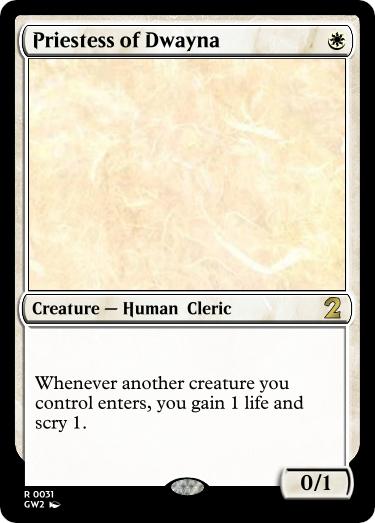 Priestess of Dwayna
Creature — Human Cleric
2
Whenever another creature you
control enters, you gain 1 life and
scry 1.
0/1
R 0031
GW2